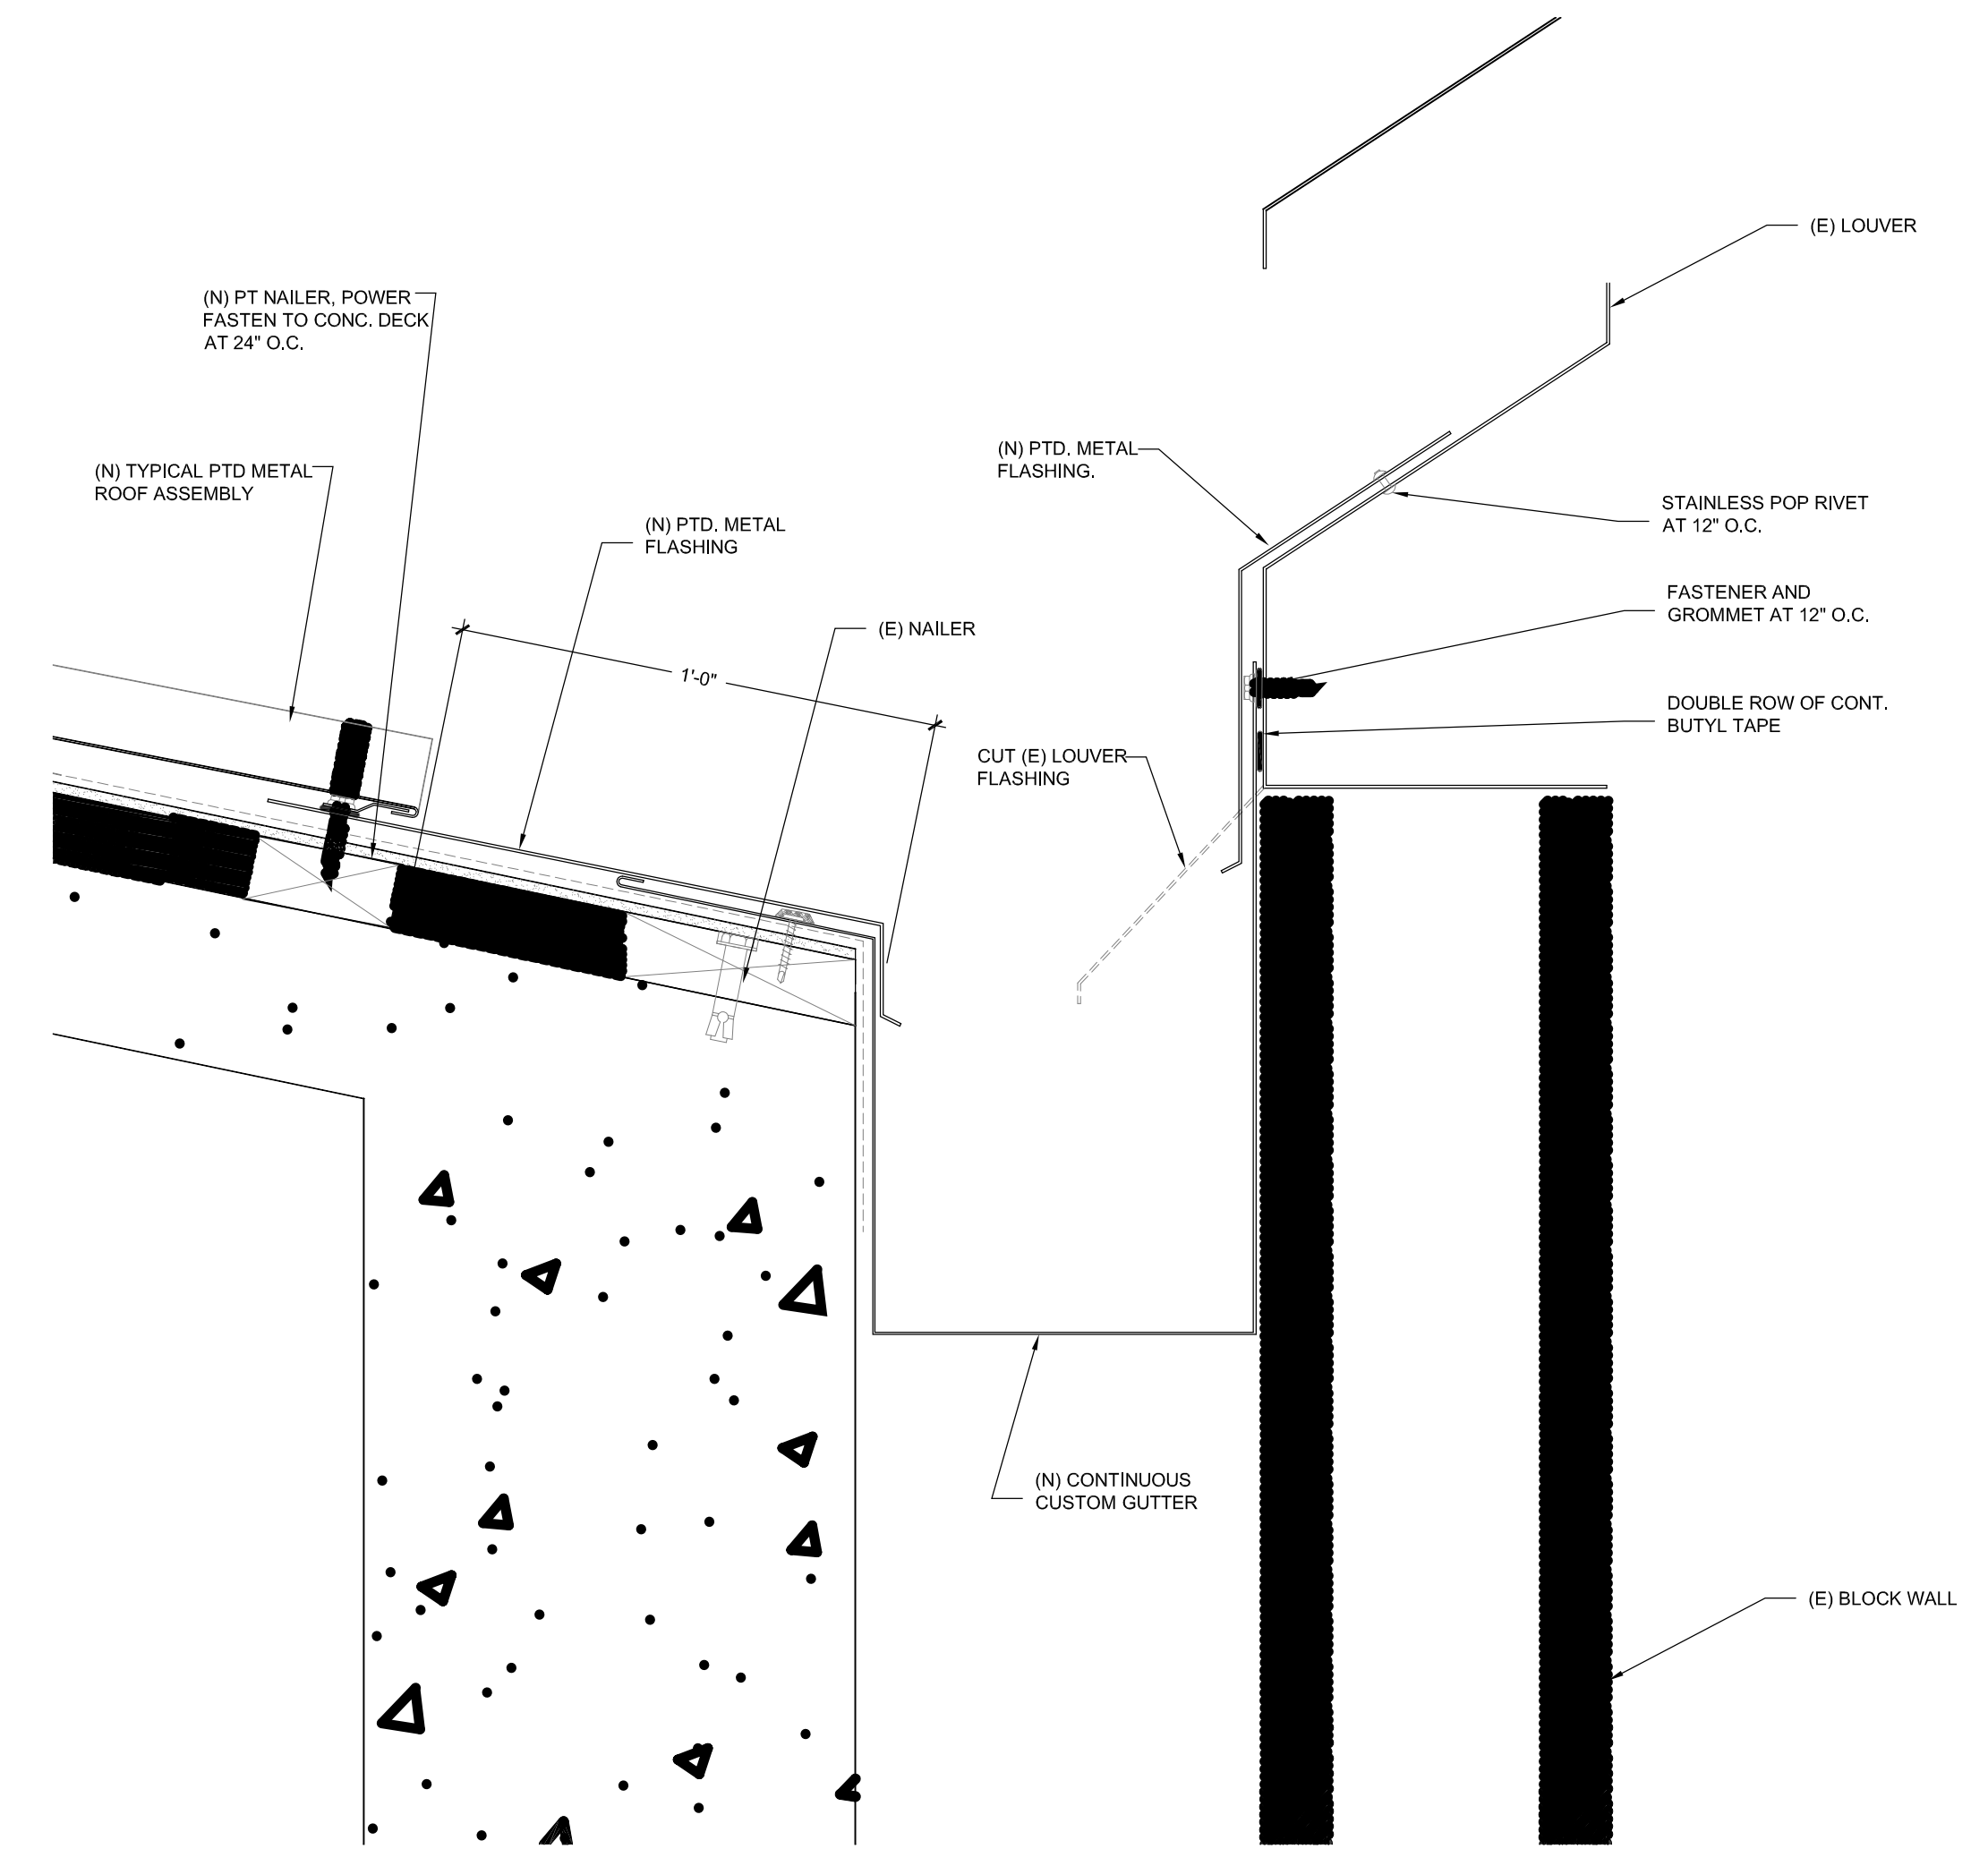 (E) LOUVER
(N) PT NAILER, POWER
FASTEN TO CONC. DECK
AT 24" O.C.
(N) PTD. METAL
FLASHING.
(N) TYPICAL PTD METAL
ROOF ASSEMBLY
STAINLESS POP RIVET
AT 12" O.C.
(N) PTD. METAL
FLASHING
FASTENER AND
GROMMET AT 12" O.C.
(E) NAILER
1'-0"
DOUBLE ROW OF CONT.
BUTYL TAPE
CUT (E) LOUVER
FLASHING
(N) CONTINUOUS
CUSTOM GUTTER
(E) BLOCK WALL